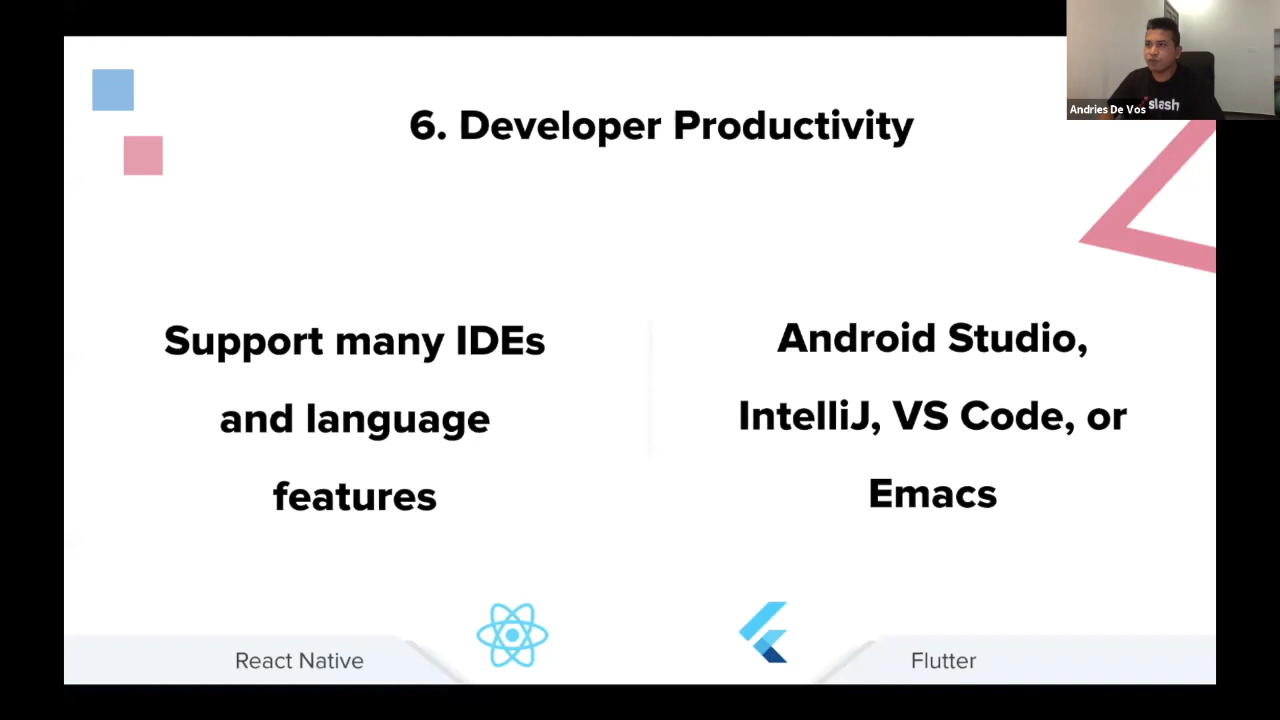 6. Developer Productivity
Andries De Vos
slash
Support many IDEs
and language
features
Android Studio,
IntelliJ, VS Code, or
Emacs
React Native
Flutter